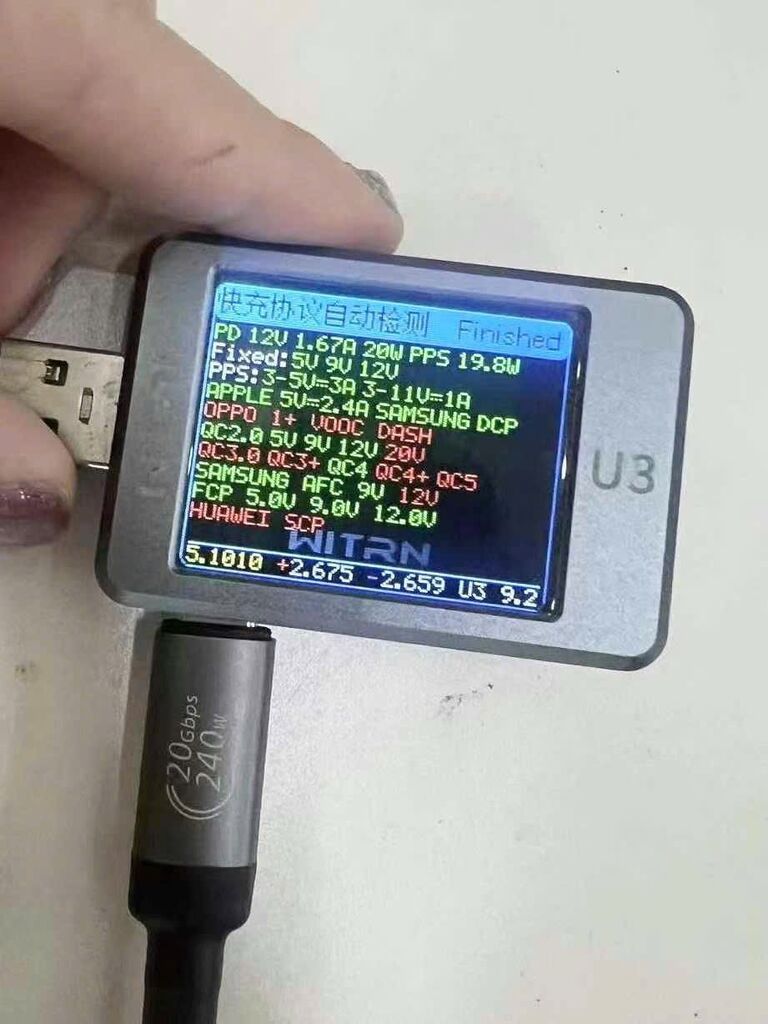 快充协议自动检测 Finished
PD 12V 1.67A 20W PPS 19.8W
Fixed:5V 9V 12V
PPS:3-5V=3A 3-11V=1A
APPLE 5V=2.4A SAMSUNG DCP
OPPO 1+ VOOC DASH
QC2.0 5V 9V 12V 20V
QC3.0 QC3+ QC4 QC4+ QC5
SAMSUNG AFC 9V 12V
FCP 5.0V 9.0V 12.0V
HUAWEI SCP
WITRN
5.1010 +2.675 -2.659 U3 9.2
U3
20Gbps
240W